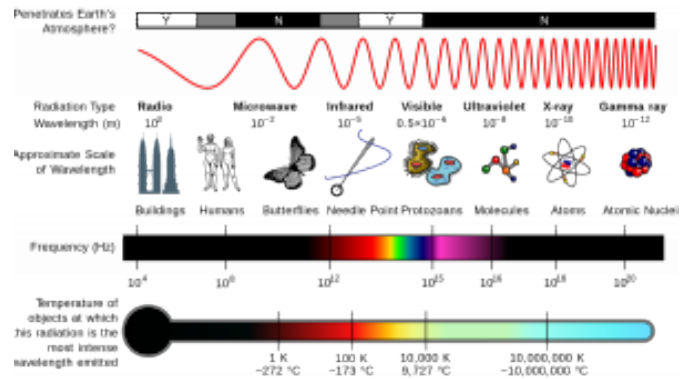 Penetrates Earth's
Atmosphere?
Y N Y N
Radiation Type
Radio Microwave Infrared Visible Ultraviolet X-ray Gamma ray
Wavelength (m)
10² 10⁻² 10⁻⁵ 0.5×10⁻⁶ 10⁻⁸ 10⁻¹⁰ 10⁻¹²
Approximate Scale
of Wavelength
Buildings Humans Butterflies Needle Point Protozoans Molecules Atoms Atomic Nuclei
Frequency (Hz)
10⁴ 10⁸ 10¹² 10¹⁵ 10¹⁶ 10¹⁸ 10²⁰
Temperature of
objects at which
this radiation is the
most intense
wavelength emitted
1 K 100 K 10,000 K 10,000,000 K
−272 °C −173 °C 9,727 °C ~10,000,000 °C